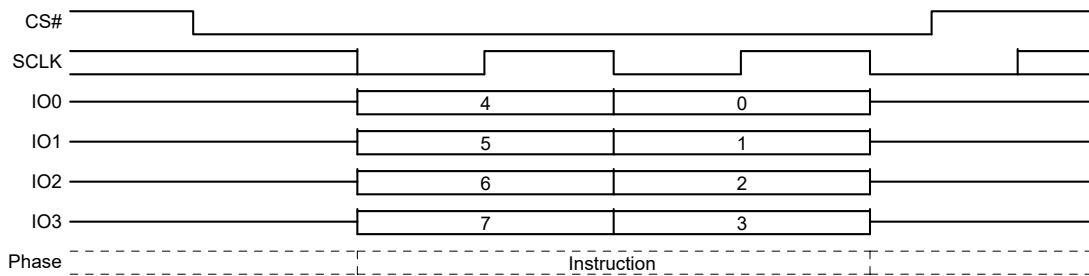 CS#
SCLK
IO0 4 0
IO1 5 1
IO2 6 2
IO3 7 3
Phase Instruction